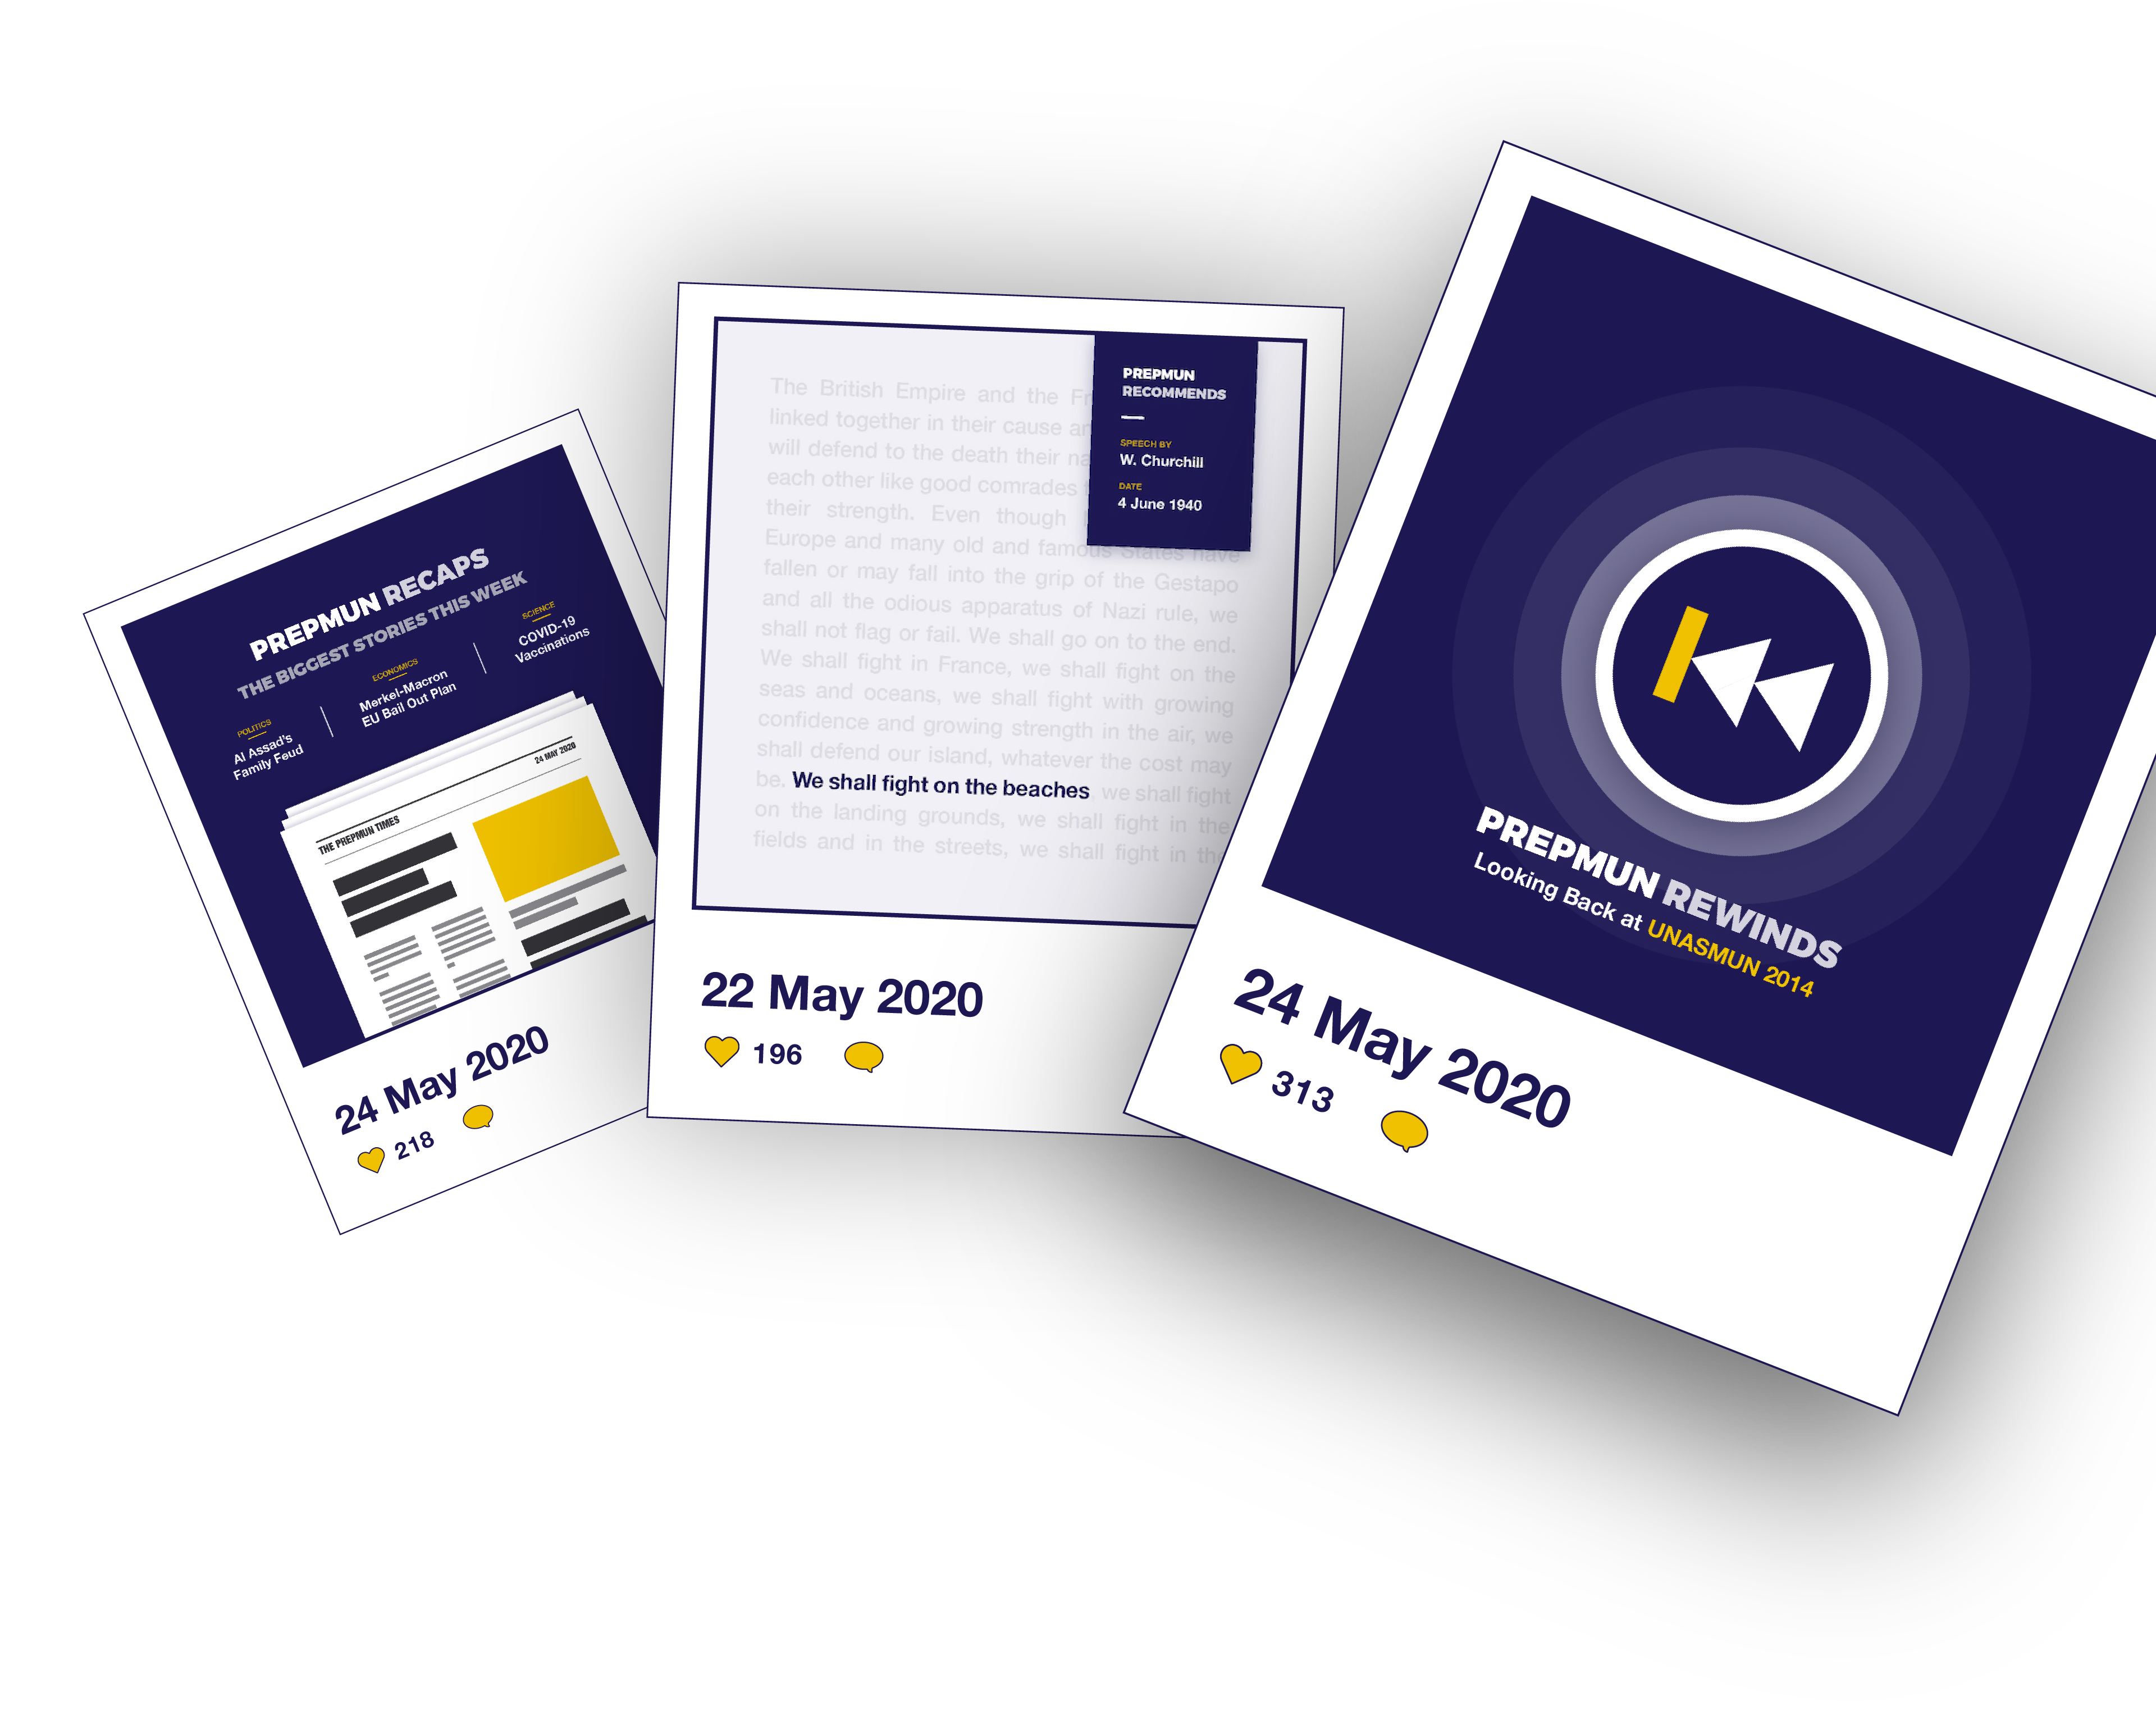 PREPMUN RECAPS
THE BIGGEST STORIES THIS WEEK
POLITICS
Al Assad's
Family Feud
ECONOMICS
Merkel-Macron
EU Bail Out Plan
SCIENCE
COVID-19
Vaccinations
THE PREPMUN TIMES
24 MAY 2020
24 May 2020
218
The British Empire and the Fr
linked together in their cause an
will defend to the death their na
each other like good comrades
their strength. Even though
Europe and many old and famous States have
fallen or may fall into the grip of the Gestapo
and all the odious apparatus of Nazi rule, we
shall not flag or fail. We shall go on to the end.
We shall fight in France, we shall fight on the
seas and oceans, we shall fight with growing
confidence and growing strength in the air, we
shall defend our island, whatever the cost may
be. We shall fight on the beaches, we shall fight
on the landing grounds, we shall fight in the
fields and in the streets, we shall fight in the
PREPMUN
RECOMMENDS
SPEECH BY
W. Churchill
DATE
4 June 1940
22 May 2020
196
PREPMUN REWINDS
Looking Back at UNASMUN 2014
24 May 2020
313